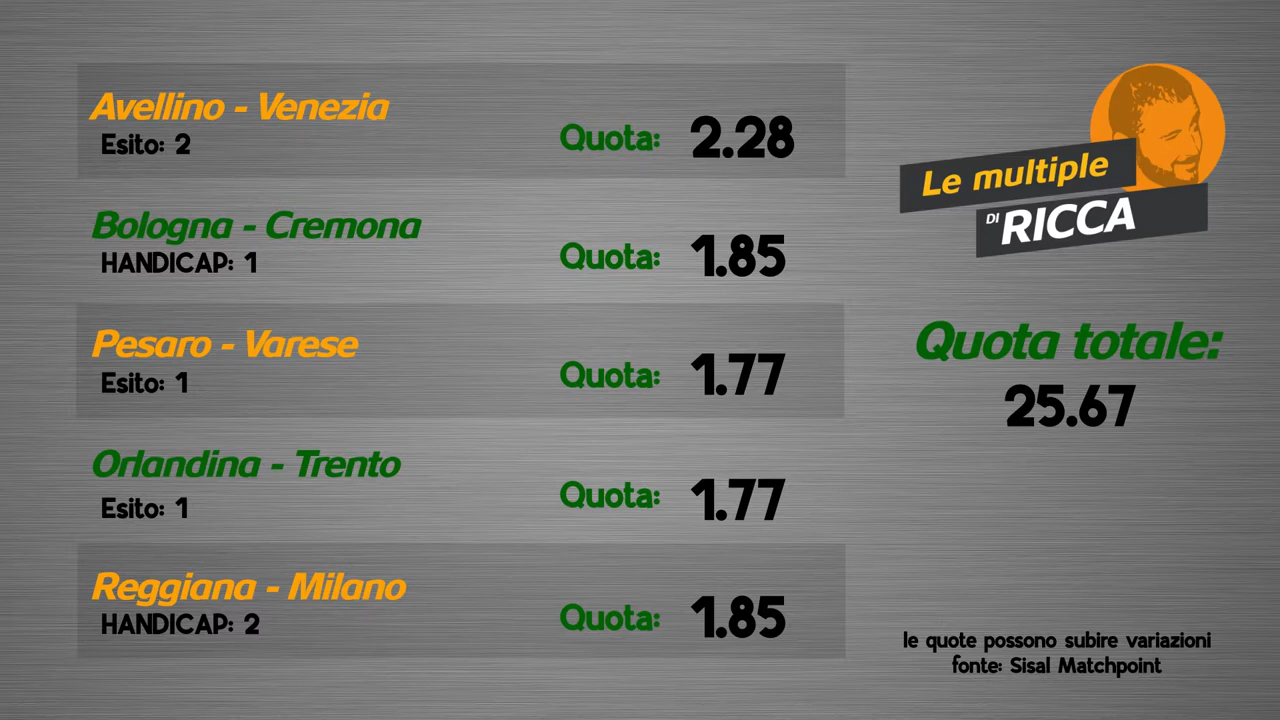 Avellino - Venezia
Esito: 2
Quota: 2.28
Bologna - Cremona
HANDICAP: 1
Quota: 1.85
Pesaro - Varese
Esito: 1
Quota: 1.77
Orlandina - Trento
Esito: 1
Quota: 1.77
Reggiana - Milano
HANDICAP: 2
Quota: 1.85
Le multiple
DI RICCA
Quota totale:
25.67
le quote possono subire variazioni
fonte: Sisal Matchpoint